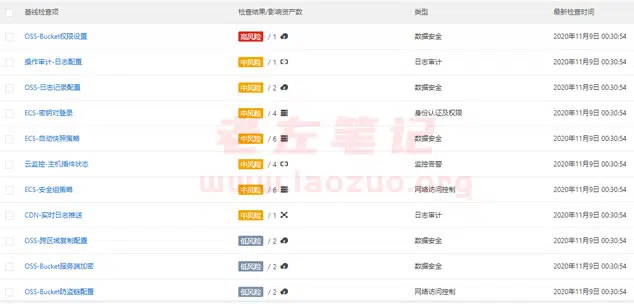 基线检查项 检查结果/影响资产数 类型 最新检查时间
OSS-Bucket权限设置 高风险 / 1 数据安全 2020年11月9日 00:30:54
操作审计-日志配置 中风险 / 1 日志审计 2020年11月9日 00:30:54
OSS-日志记录配置 中风险 / 2 数据安全 2020年11月9日 00:30:54
ECS-密钥对登录 中风险 / 4 身份认证及权限 2020年11月9日 00:30:54
ECS-自动快照策略 中风险 / 6 数据安全 2020年11月9日 00:30:54
云监控-主机插件状态 中风险 / 4 监控告警 2020年11月9日 00:30:54
ECS-安全组策略 中风险 / 6 网络访问控制 2020年11月9日 00:30:54
CDN-实时日志推送 中风险 / 1 日志审计 2020年11月9日 00:30:54
OSS-跨区域复制配置 低风险 / 2 数据安全 2020年11月9日 00:30:54
OSS-Bucket服务端加密 低风险 / 2 数据安全 2020年11月9日 00:30:54
OSS-Bucket防盗链配置 低风险 / 2 网络访问控制 2020年11月9日 00:30:54
老左笔记
www.laozuo.org